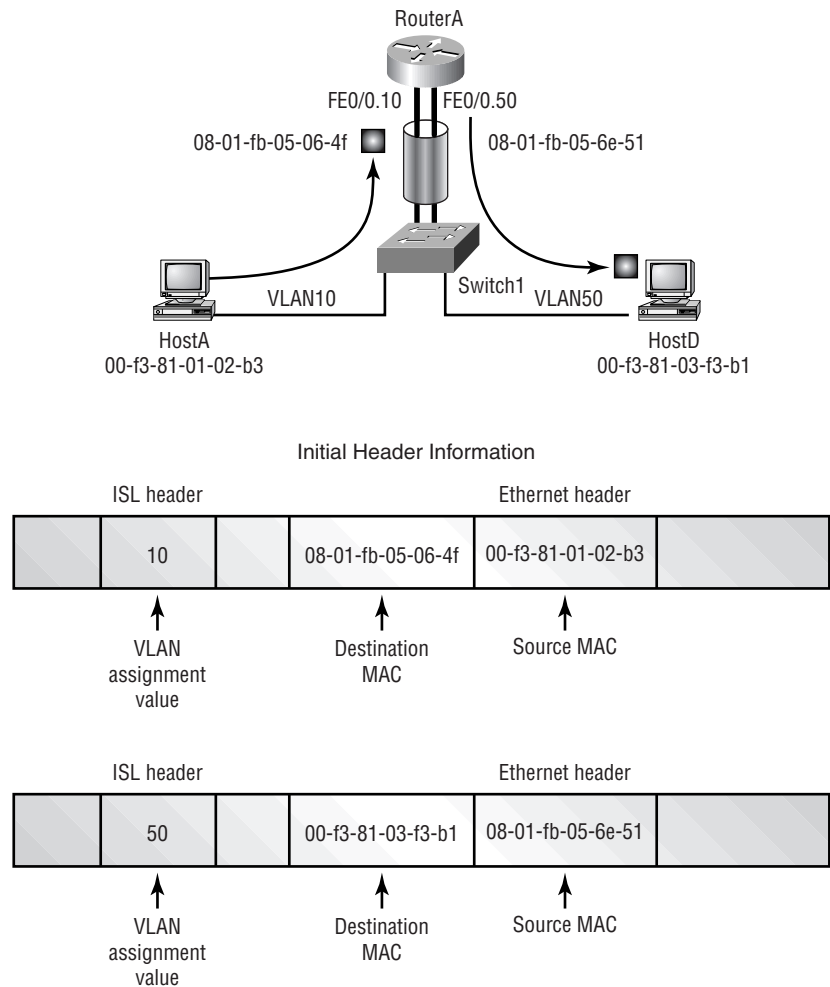 RouterA
FE0/0.10 FE0/0.50
08-01-fb-05-06-4f 08-01-fb-05-6e-51
Switch1
VLAN10 VLAN50
HostA HostD
00-f3-81-01-02-b3 00-f3-81-03-f3-b1
Initial Header Information
ISL header Ethernet header
10 08-01-fb-05-06-4f 00-f3-81-01-02-b3
VLAN
assignment
value
Destination
MAC
Source MAC
ISL header Ethernet header
50 00-f3-81-03-f3-b1 08-01-fb-05-6e-51
VLAN
assignment
value
Destination
MAC
Source MAC